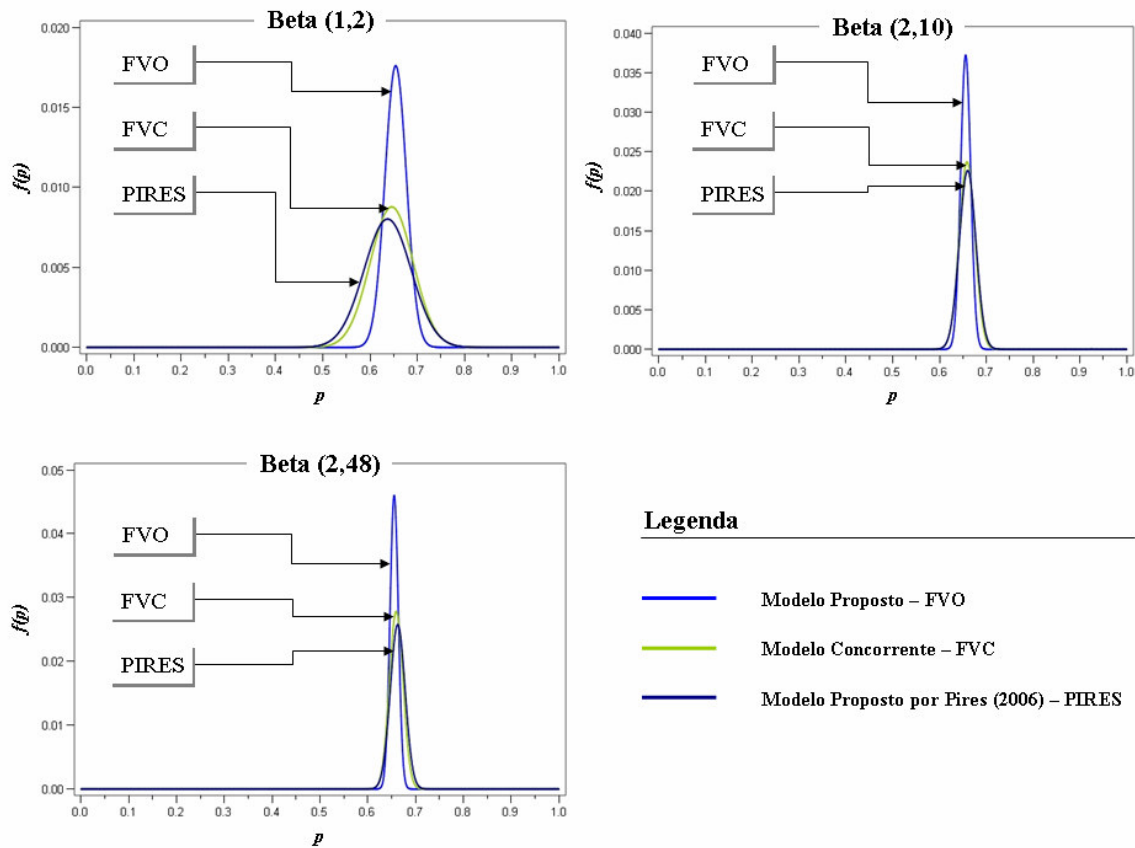 Beta (1,2)
0.020
0.015
0.010
0.005
0.000
f(p)
FVO
FVC
PIRES
0.0 0.1 0.2 0.3 0.4 0.5 0.6 0.7 0.8 0.9 1.0
p
Beta (2,10)
0.040
0.035
0.030
0.025
0.020
0.015
0.010
0.005
0.000
f(p)
FVO
FVC
PIRES
0.0 0.1 0.2 0.3 0.4 0.5 0.6 0.7 0.8 0.9 1.0
p
Beta (2,48)
0.05
0.04
0.03
0.02
0.01
0.00
f(p)
FVO
FVC
PIRES
0.0 0.1 0.2 0.3 0.4 0.5 0.6 0.7 0.8 0.9 1.0
p
Legenda
Modelo Proposto – FVO
Modelo Concorrente – FVC
Modelo Proposto por Pires (2006) – PIRES